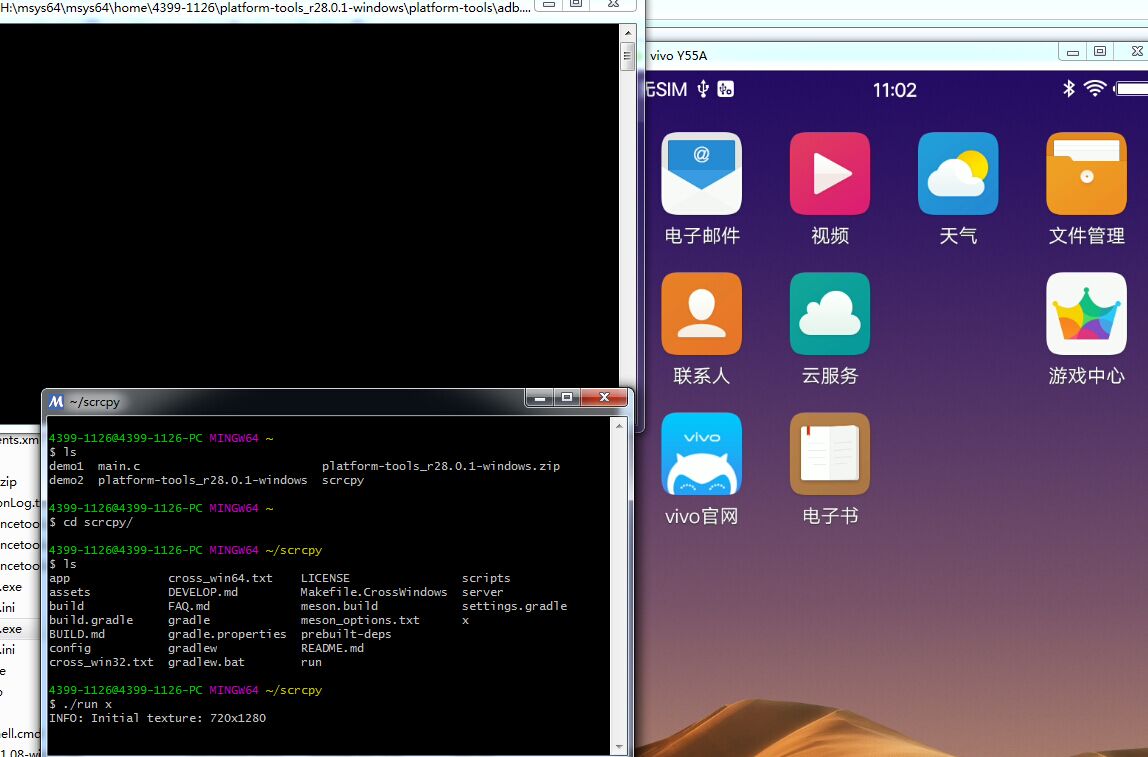 H:\msys64\msys64\home\4399-1126\platform-tools_r28.0.1-windows\platform-tools\adb....
vivo Y55A
无SIM 11:02
@
电子邮件 视频 天气 文件管理
联系人 云服务 游戏中心
vivo
vivo官网 电子书
ents.xm
zip
onLog.t
ncetoo
ncetoo
ncetoo
.exe
.ini
.exe
.ini
ell.cmd
1.08-wi
M ~/scrcpy
4399-1126@4399-1126-PC MINGW64 ~
$ ls
demo1 main.c platform-tools_r28.0.1-windows.zip
demo2 platform-tools_r28.0.1-windows scrcpy
4399-1126@4399-1126-PC MINGW64 ~
$ cd scrcpy/
4399-1126@4399-1126-PC MINGW64 ~/scrcpy
$ ls
app cross_win64.txt LICENSE scripts
assets DEVELOP.md Makefile.CrossWindows server
build FAQ.md meson.build settings.gradle
build.gradle gradle meson_options.txt x
BUILD.md gradle.properties prebuilt-deps
config gradlew README.md
cross_win32.txt gradlew.bat run
4399-1126@4399-1126-PC MINGW64 ~/scrcpy
$ ./run x
INFO: Initial texture: 720x1280